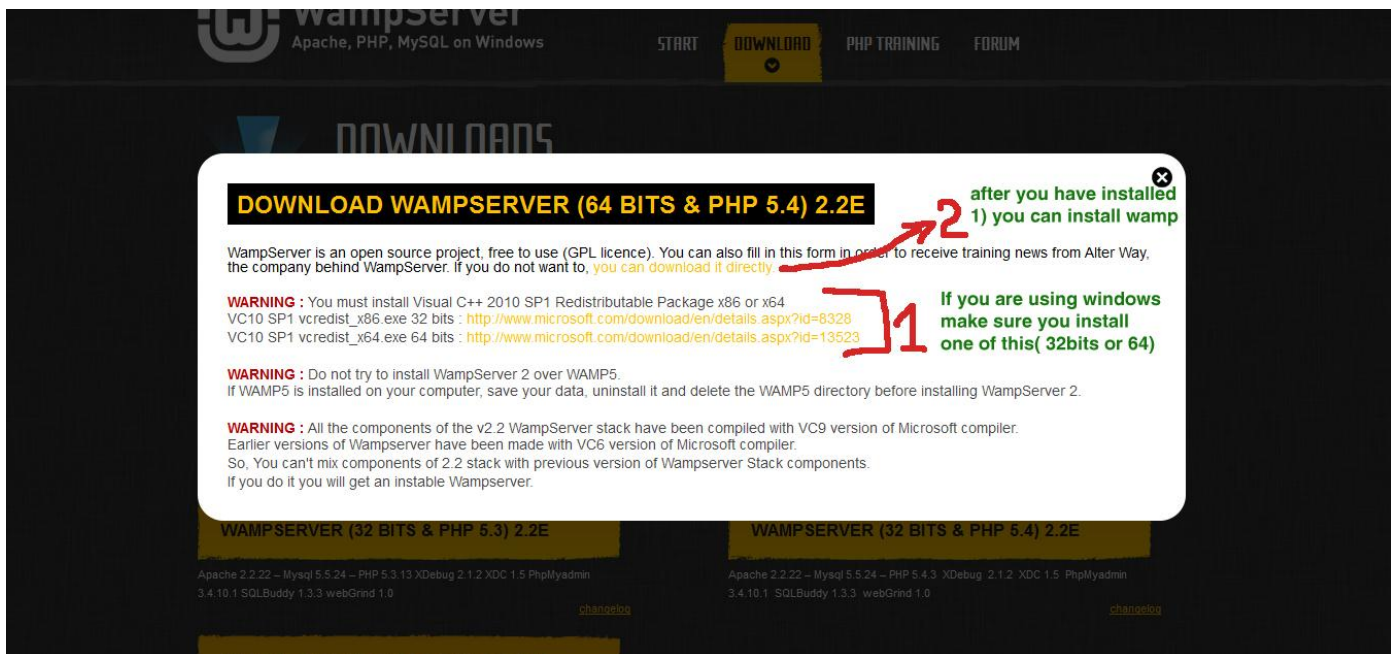 WampServer
Apache, PHP, MySQL on Windows
START
DOWNLOAD
PHP TRAINING
FORUM
DOWNLOADS
DOWNLOAD WAMPSERVER (64 BITS & PHP 5.4) 2.2E
2
after you have installed
1) you can install wamp
WampServer is an open source project, free to use (GPL licence). You can also fill in this form in order to receive training news from Alter Way,
the company behind WampServer. If you do not want to, you can download it directly.
WARNING : You must install Visual C++ 2010 SP1 Redistributable Package x86 or x64
VC10 SP1 vcredist_x86.exe 32 bits : http://www.microsoft.com/download/en/details.aspx?id=8328
VC10 SP1 vcredist_x64.exe 64 bits : http://www.microsoft.com/download/en/details.aspx?id=13523
1
If you are using windows
make sure you install
one of this( 32bits or 64)
WARNING : Do not try to install WampServer 2 over WAMP5.
If WAMP5 is installed on your computer, save your data, uninstall it and delete the WAMP5 directory before installing WampServer 2.
WARNING : All the components of the v2.2 WampServer stack have been compiled with VC9 version of Microsoft compiler.
Earlier versions of Wampserver have been made with VC6 version of Microsoft compiler.
So, You can't mix components of 2.2 stack with previous version of Wampserver Stack components.
If you do it you will get an instable Wampserver.
WAMPSERVER (32 BITS & PHP 5.3) 2.2E
Apache 2.2.22 – Mysql 5.5.24 – PHP 5.3.13 XDebug 2.1.2 XDC 1.5 PhpMyadmin
3.4.10.1 SQLBuddy 1.3.3 webGrind 1.0
changelog
WAMPSERVER (32 BITS & PHP 5.4) 2.2E
Apache 2.2.22 – Mysql 5.5.24 – PHP 5.4.3 XDebug 2.1.2 XDC 1.5 PhpMyadmin
3.4.10.1 SQLBuddy 1.3.3 webGrind 1.0
changelog